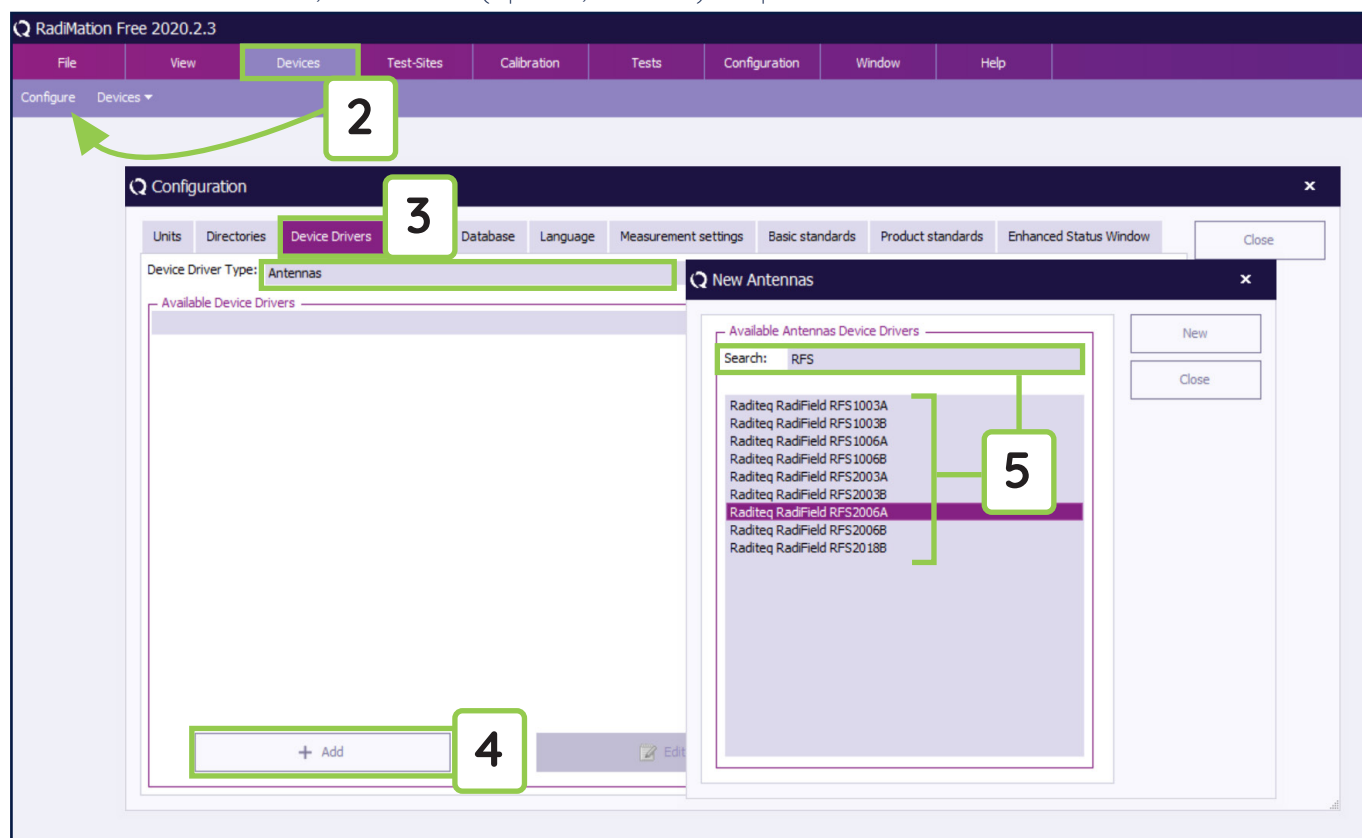 RadiMation Free 2020.2.3
File View Devices Test-Sites Calibration Tests Configuration Window Help
Configure Devices
2
Configuration
3
Units Directories Device Drivers Database Language Measurement settings Basic standards Product standards Enhanced Status Window
Close
Device Driver Type: Antennas
Available Device Drivers
New Antennas
Available Antennas Device Drivers
Search: RFS
New
Close
Raditeq RadiField RFS1003A
Raditeq RadiField RFS1003B
Raditeq RadiField RFS1006A
Raditeq RadiField RFS1006B
Raditeq RadiField RFS2003A
Raditeq RadiField RFS2003B
Raditeq RadiField RFS2006A
Raditeq RadiField RFS2006B
Raditeq RadiField RFS2018B
5
+ Add
4
Edit